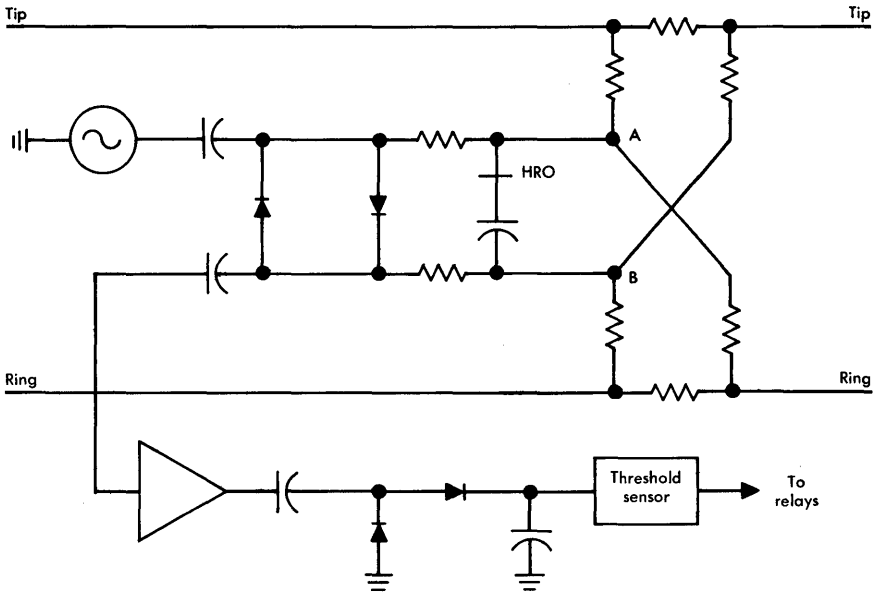 Tip
Tip
A
HRO
B
Ring
Ring
Threshold
sensor
To
relays